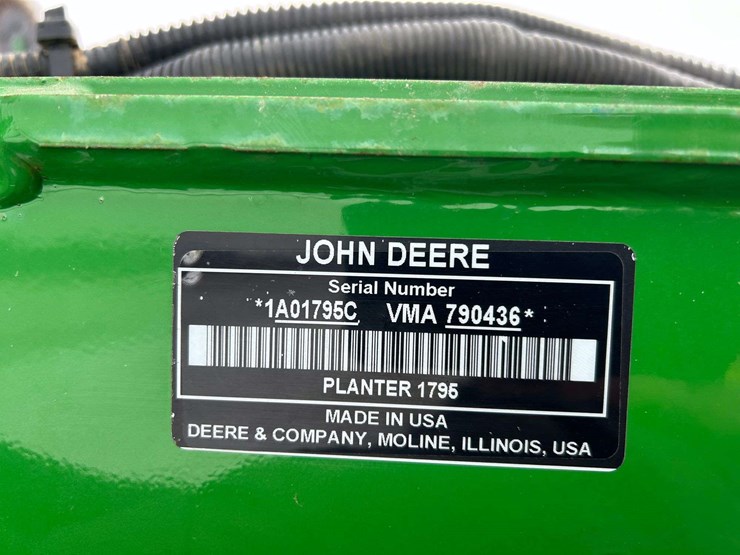 JOHN DEERE
Serial Number
*1A01795C VMA 790436*
PLANTER 1795
MADE IN USA
DEERE & COMPANY, MOLINE, ILLINOIS, USA